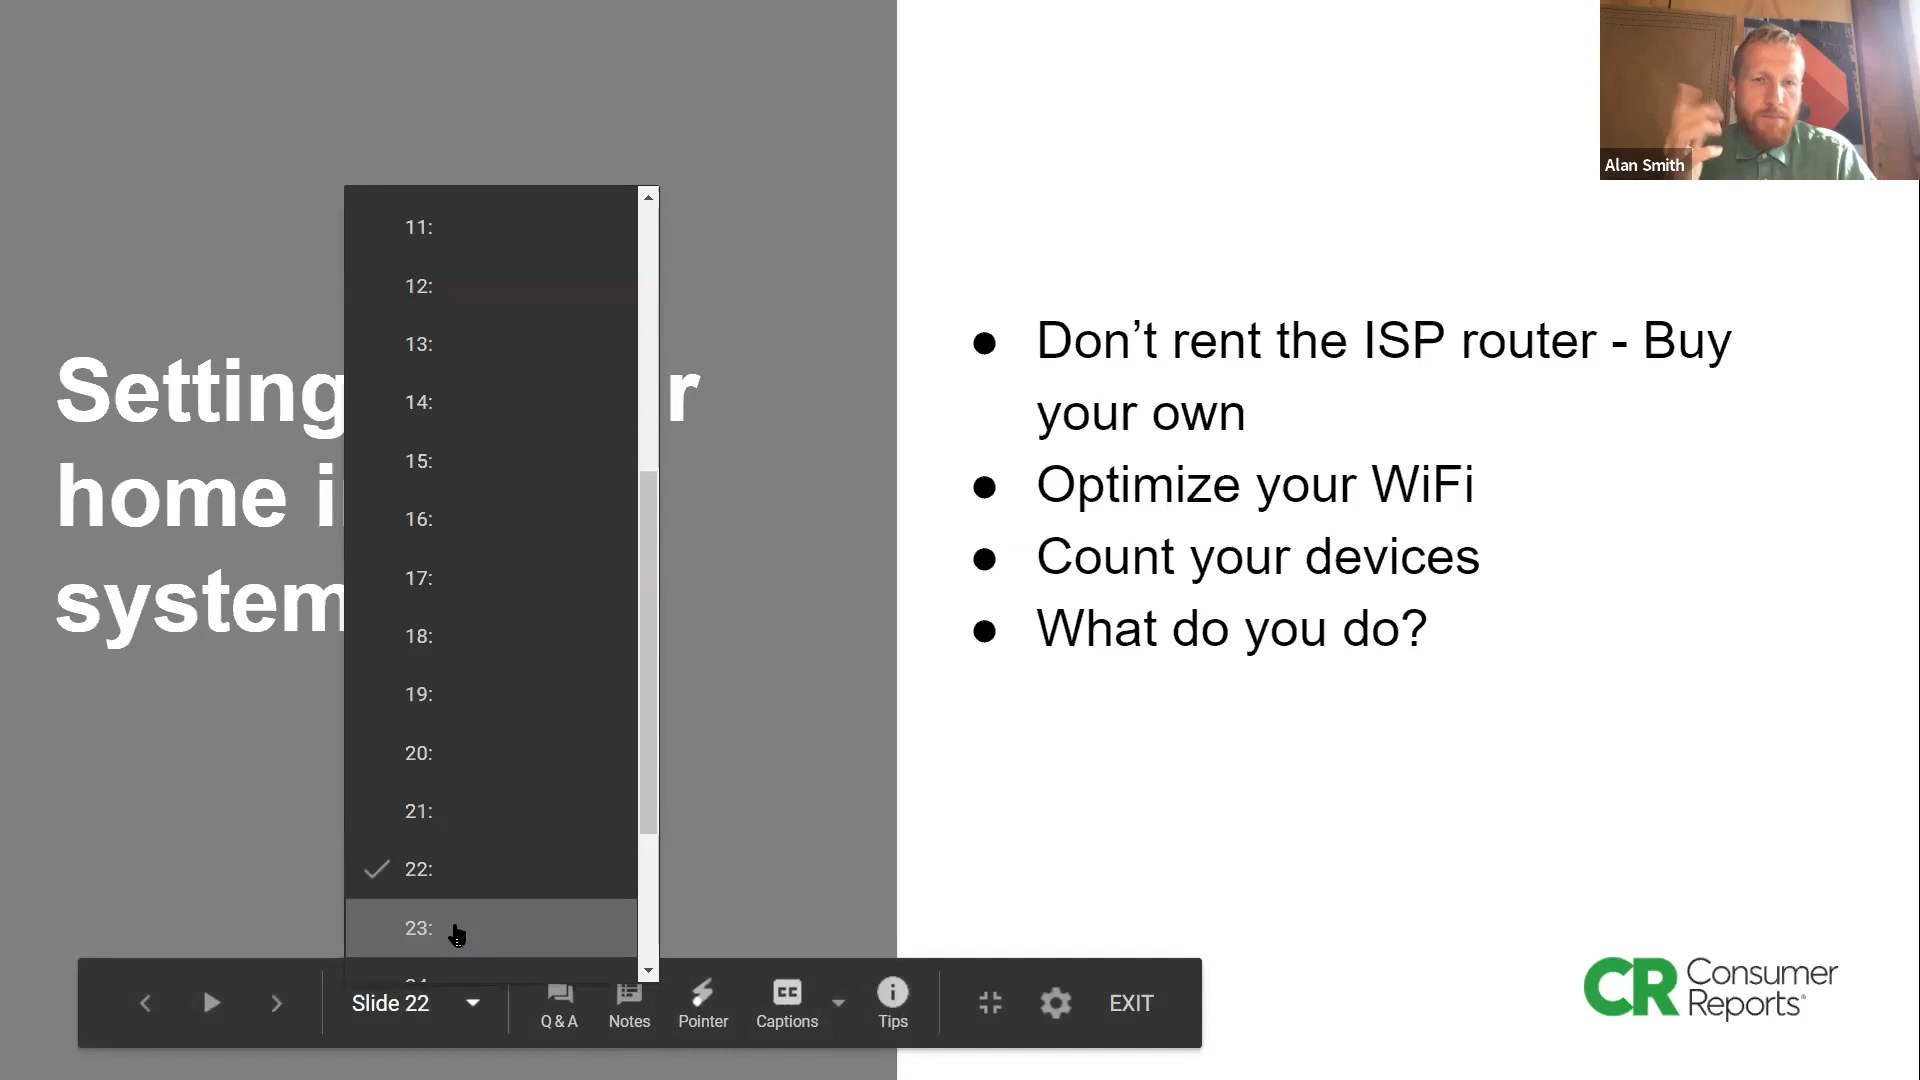 Alan Smith
Setting r
home i
system
11:
12:
13:
14:
15:
16:
17:
18:
19:
20:
21:
22:
23:
● Don’t rent the ISP router - Buy
your own
● Optimize your WiFi
● Count your devices
● What do you do?
Slide 22
Q & A
Notes
Pointer
CC
Captions
Tips
EXIT
CR Consumer
Reports